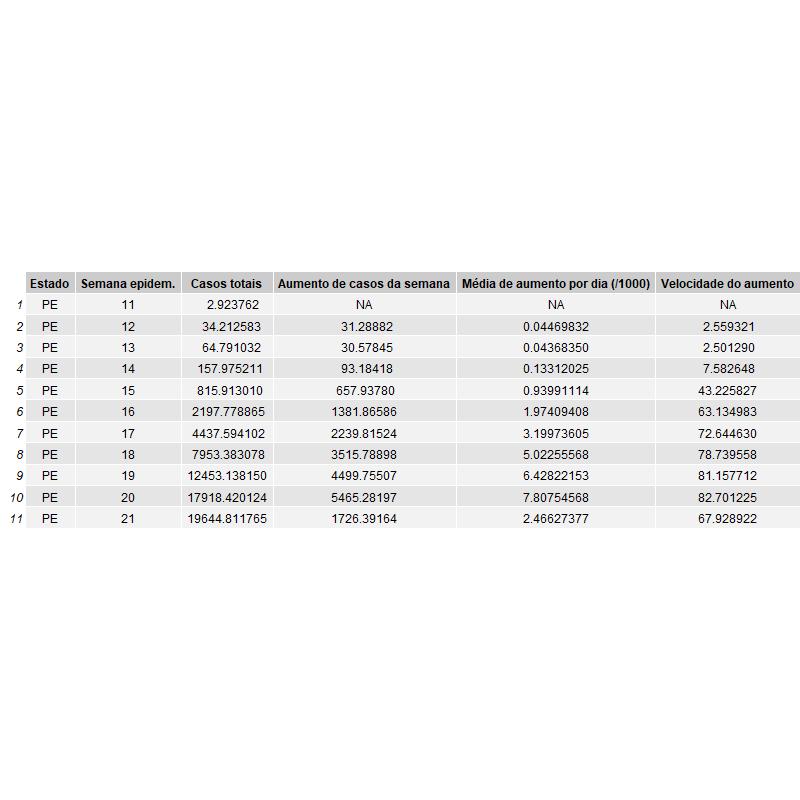 Estado Semana epidem. Casos totais Aumento de casos da semana Média de aumento por dia (/1000) Velocidade do aumento
1 PE 11 2.923762 NA NA NA
2 PE 12 34.212583 31.28882 0.04469832 2.559321
3 PE 13 64.791032 30.57845 0.04368350 2.501290
4 PE 14 157.975211 93.18418 0.13312025 7.582648
5 PE 15 815.913010 657.93780 0.93991114 43.225827
6 PE 16 2197.778865 1381.86586 1.97409408 63.134983
7 PE 17 4437.594102 2239.81524 3.19973605 72.644630
8 PE 18 7953.383078 3515.78898 5.02255568 78.739558
9 PE 19 12453.138150 4499.75507 6.42822153 81.157712
10 PE 20 17918.420124 5465.28197 7.80754568 82.701225
11 PE 21 19644.811765 1726.39164 2.46627377 67.928922